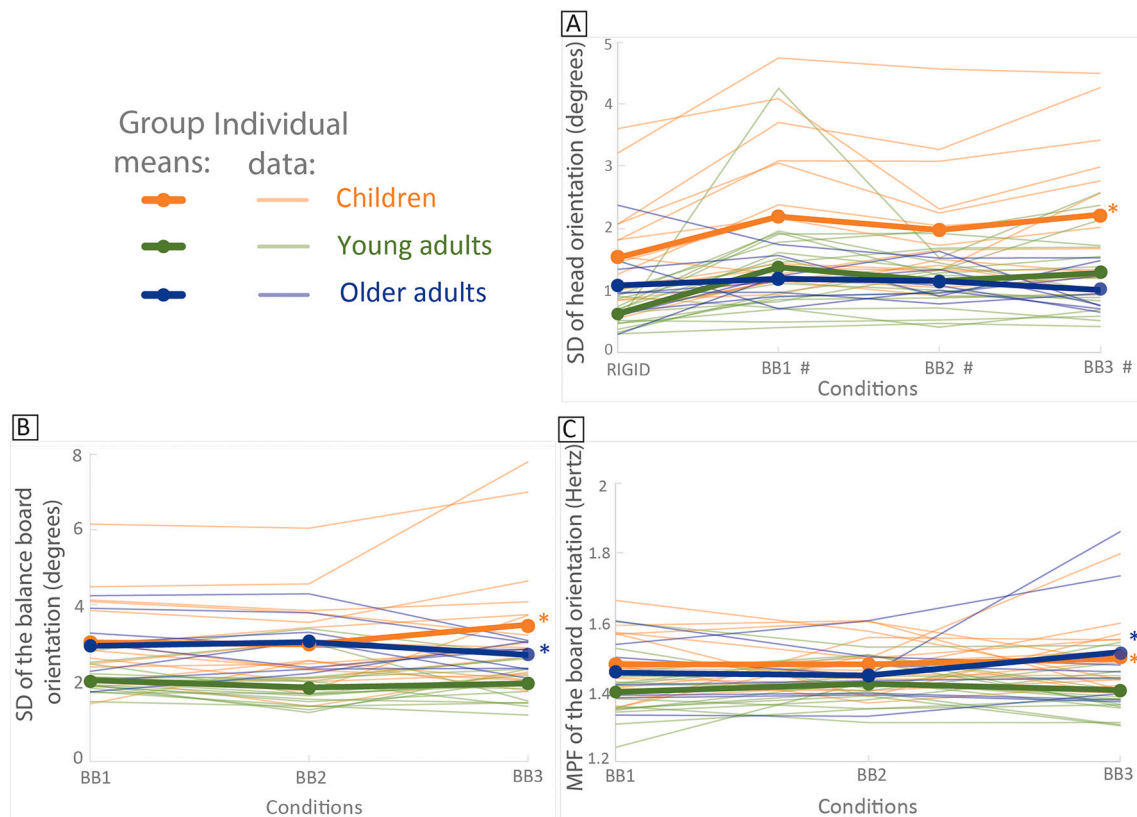 Group Individual
means: data:
Children
Young adults
Older adults
A
SD of head orientation (degrees)
5
4
3
2
1
0
RIGID BB1 # BB2 # BB3 #
Conditions
*
B
SD of the balance board
orientation (degrees)
8
6
4
2
0
BB1 BB2 BB3
Conditions
*
*
C
MPF of the board orientation (Hertz)
2
1.8
1.6
1.4
1.2
BB1 BB2 BB3
Conditions
*
*